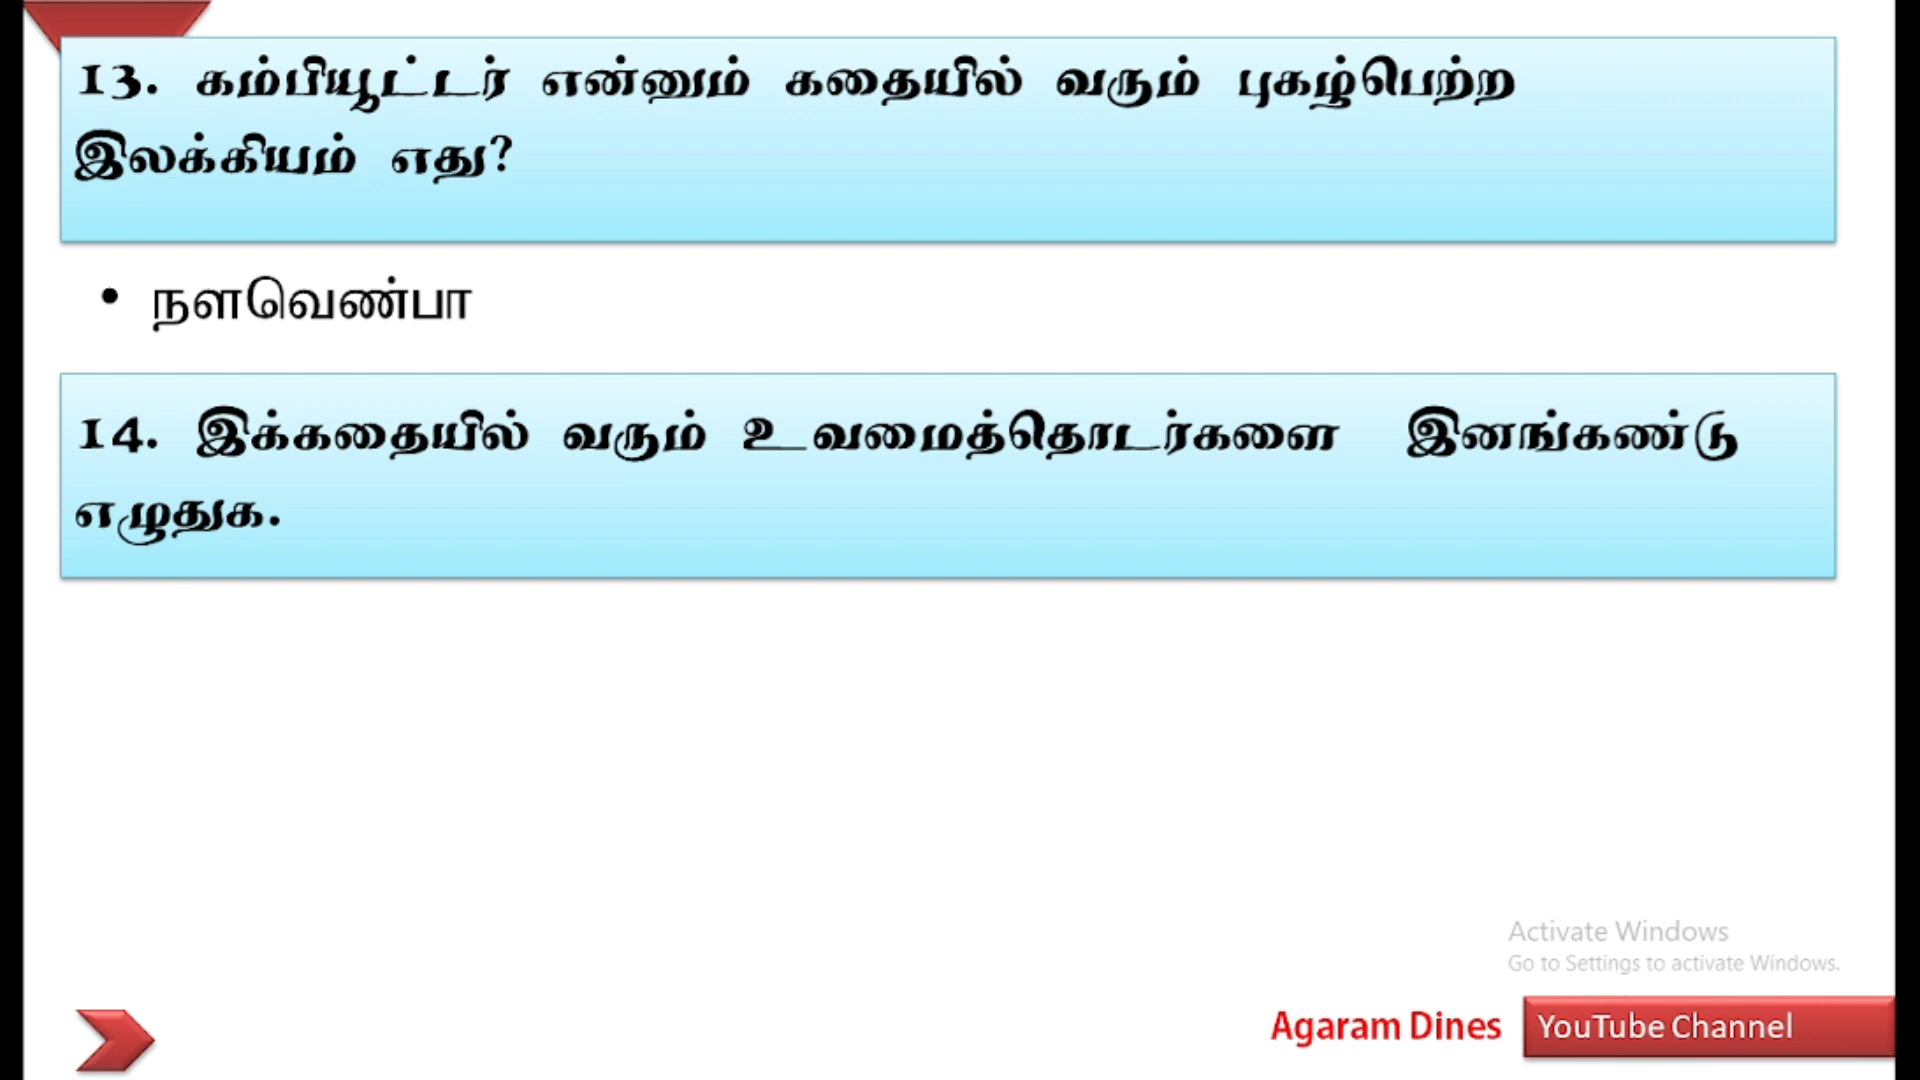 13. கம்பியூட்டர் என்னும் கதையில் வரும் புகழ்பெற்ற
இலக்கியம் எது?
• நளவெண்பா
14. இக்கதையில் வரும் உவமைத்தொடர்களை இனங்கண்டு
எழுதுக.
Activate Windows
Go to Settings to activate Windows.
Agaram Dines YouTube Channel